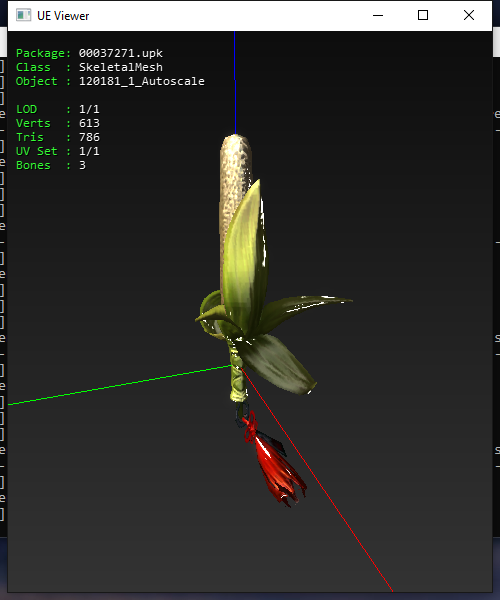 UE Viewer
Package: 00037271.upk
Class  : SkeletalMesh
Object : 120181_1_Autoscale
LOD    : 1/1
Verts  : 613
Tris   : 786
UV Set : 1/1
Bones  : 3